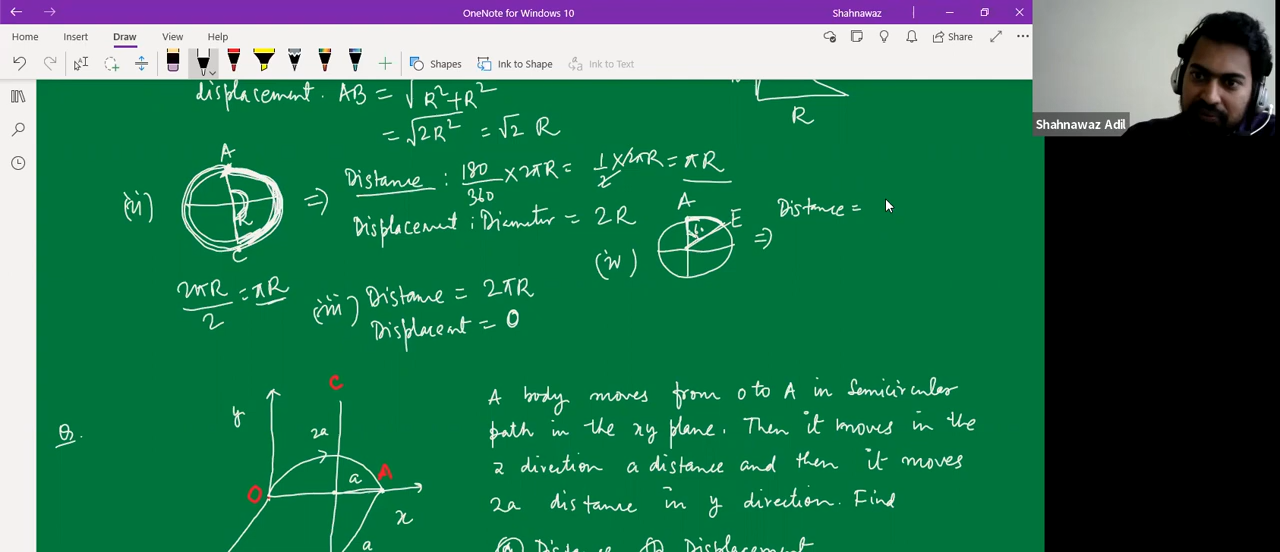 OneNote for Windows 10
Shahnawaz
Home Insert Draw View Help
Share
Shapes Ink to Shape Ink to Text
displacement. AB = √R²+R²
= √2R² = √2 R
R
A
(ii) R ⇒ Distance : 180/360 × 2πR = 1/2 × 2πR = πR
C
Displacement : Diameter = 2R
(iv) A E 60 ⇒ Distance =
2πR/2 = πR
(iii) Distance = 2πR
Displacent = 0
Q.
y C 2a O a A x a
A body moves from O to A in Semicircular
path in the xy plane. Then it moves in the
z direction a distance and then it moves
2a distance in y direction. Find
(a) Distance (b) Displacement
Shahnawaz Adil